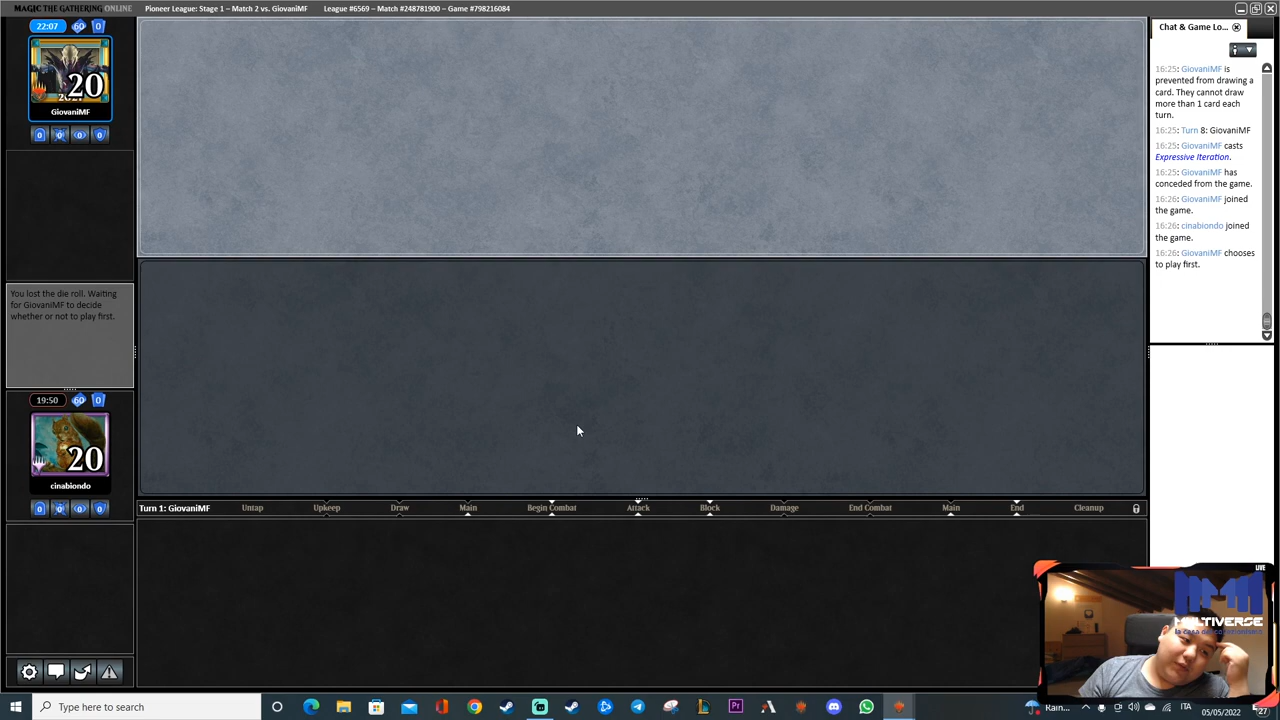 MAGIC THE GATHERING ONLINE
Pioneer League: Stage 1 – Match 2 vs. GiovaniMF
League #6569 – Match #248781900 – Game #798216084
22:07
60
0
20
GiovaniMF
0
0
0
0
You lost the die roll. Waiting
for GiovaniMF to decide
whether or not to play first.
19:50
60
0
20
cinabiondo
0
0
0
0
Turn 1: GiovaniMF
Untap
Upkeep
Draw
Main
Begin Combat
Attack
Block
Damage
End Combat
Main
End
Cleanup
Chat & Game Lo...
16:25: GiovaniMF is
prevented from drawing a
card. They cannot draw
more than 1 card each
turn.
16:25: Turn 8: GiovaniMF
16:25: GiovaniMF casts
Expressive Iteration.
16:25: GiovaniMF has
conceded from the game.
16:26: GiovaniMF joined
the game.
16:26: cinabiondo joined
the game.
16:26: GiovaniMF chooses
to play first.
LIVE
MULTIVERSE
Type here to search
Rain...
ITA
05/05/2022
27